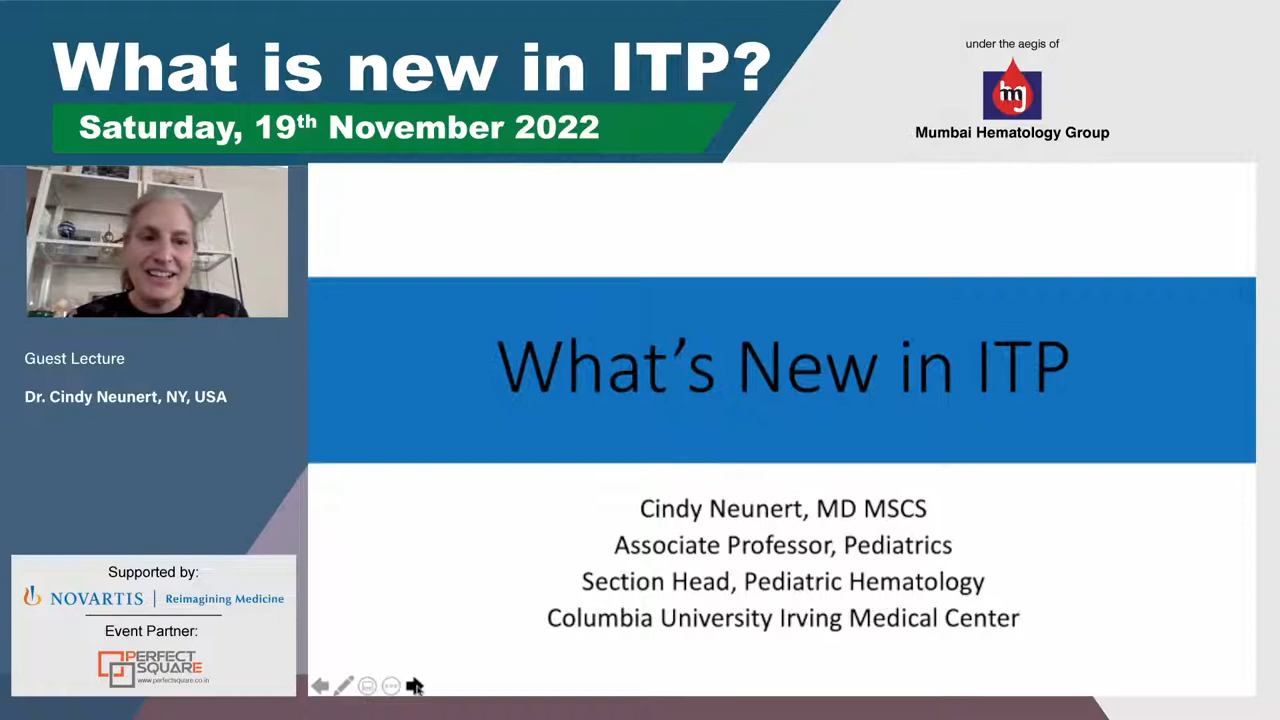 What is new in ITP?
Saturday, 19th November 2022
under the aegis of
mg
Mumbai Hematology Group
Guest Lecture
Dr. Cindy Neunert, NY, USA
What's New in ITP
Cindy Neunert, MD MSCS
Associate Professor, Pediatrics
Section Head, Pediatric Hematology
Columbia University Irving Medical Center
Supported by:
NOVARTIS | Reimagining Medicine
Event Partner:
PERFECT
SQUARE
www.perfectsquare.co.in